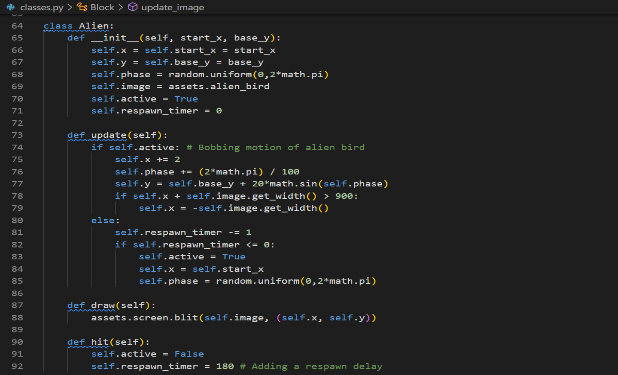 classes.py > Block > update_image
64 class Alien:
65     def __init__(self, start_x, base_y):
66         self.x = self.start_x = start_x
67         self.y = self.base_y = base_y
68         self.phase = random.uniform(0,2*math.pi)
69         self.image = assets.alien_bird
70         self.active = True
71         self.respawn_timer = 0
72
73     def update(self):
74         if self.active: # Bobbing motion of alien bird
75             self.x += 2
76             self.phase += (2*math.pi) / 100
77             self.y = self.base_y + 20*math.sin(self.phase)
78             if self.x + self.image.get_width() > 900:
79                 self.x = -self.image.get_width()
80         else:
81             self.respawn_timer -= 1
82             if self.respawn_timer <= 0:
83                 self.active = True
84                 self.x = self.start_x
85                 self.phase = random.uniform(0,2*math.pi)
86
87     def draw(self):
88         assets.screen.blit(self.image, (self.x, self.y))
89
90     def hit(self):
91         self.active = False
92         self.respawn_timer = 180 # Adding a respawn delay